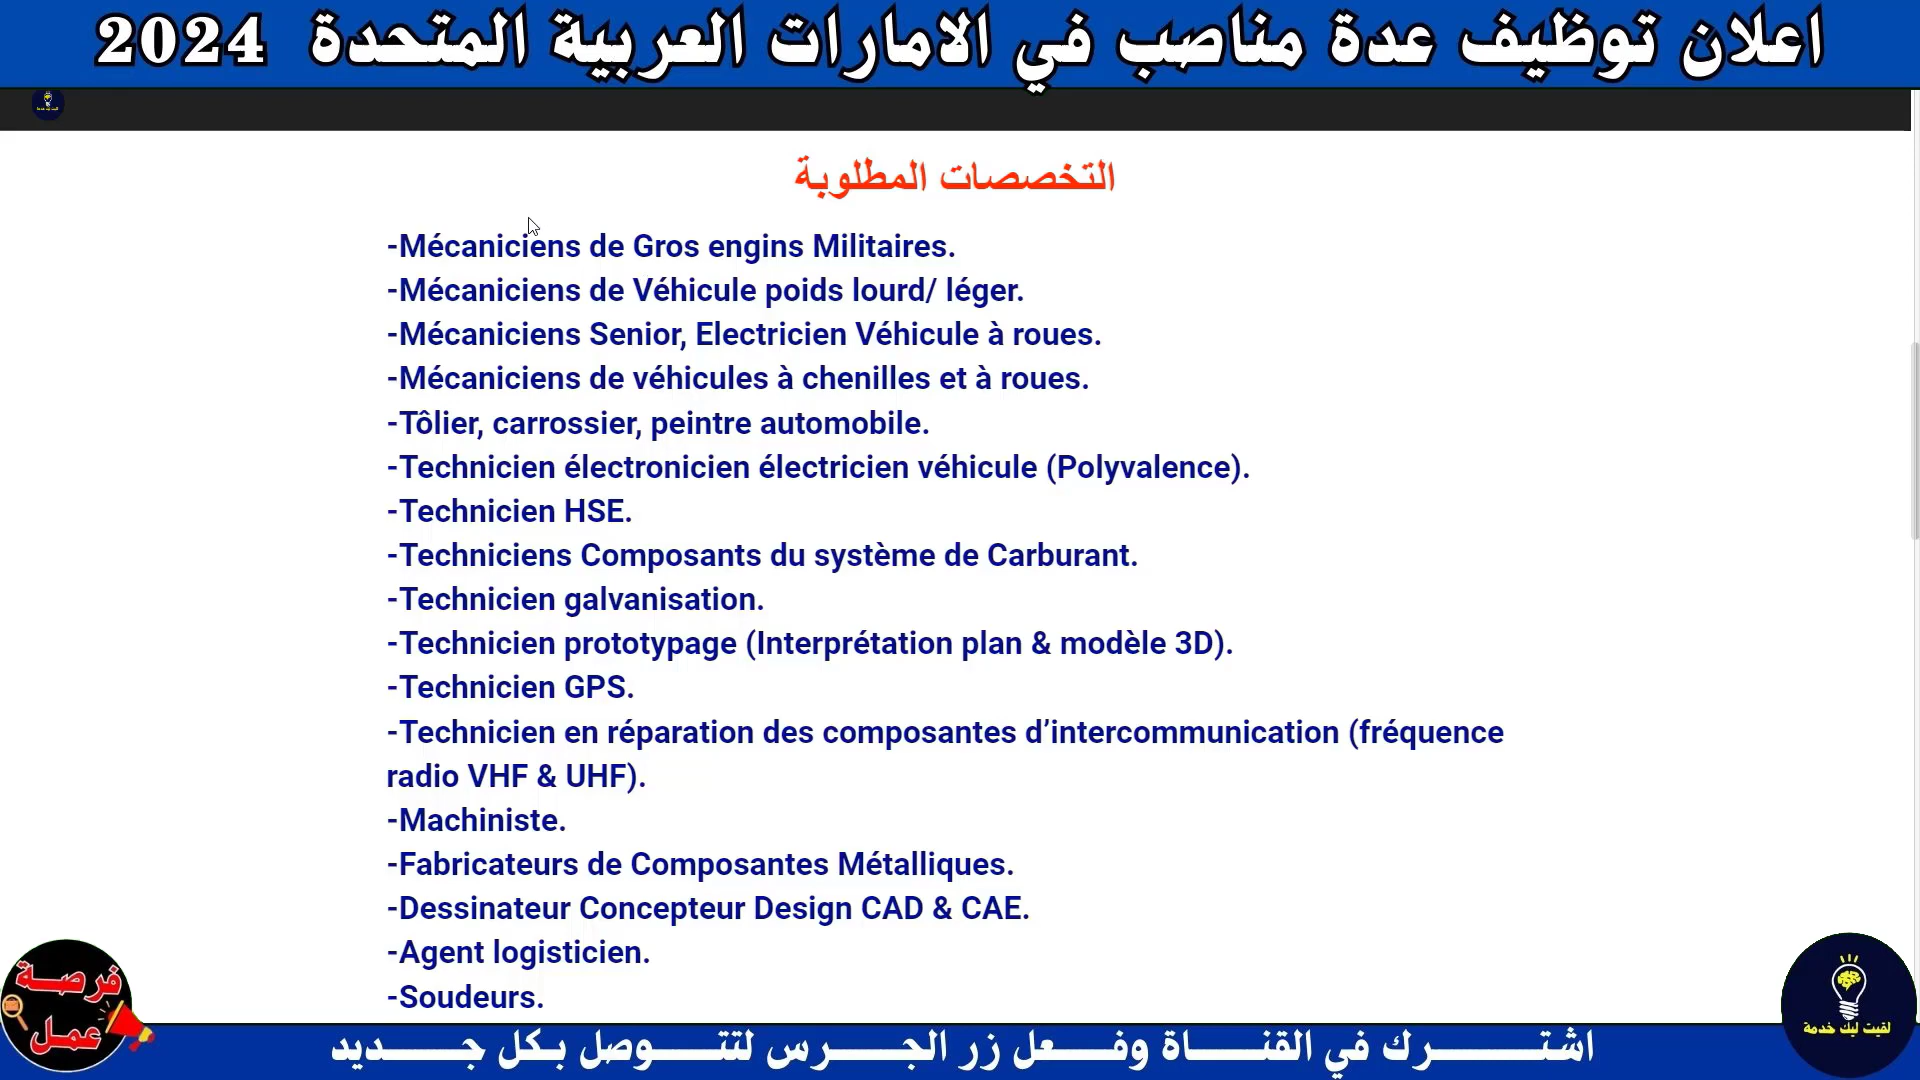 اعلان توظيف عدة مناصب في الامارات العربية المتحدة 2024
التخصصات المطلوبة
-Mécaniciens de Gros engins Militaires.
-Mécaniciens de Véhicule poids lourd/ léger.
-Mécaniciens Senior, Electricien Véhicule à roues.
-Mécaniciens de véhicules à chenilles et à roues.
-Tôlier, carrossier, peintre automobile.
-Technicien électronicien électricien véhicule (Polyvalence).
-Technicien HSE.
-Techniciens Composants du système de Carburant.
-Technicien galvanisation.
-Technicien prototypage (Interprétation plan & modèle 3D).
-Technicien GPS.
-Technicien en réparation des composantes d’intercommunication (fréquence
radio VHF & UHF).
-Machiniste.
-Fabricateurs de Composantes Métalliques.
-Dessinateur Concepteur Design CAD & CAE.
-Agent logisticien.
-Soudeurs.
فرصـة
عمـل
لقيت ليك خدمة
اشتـــــرك في القنـــــاة وفـــعل زر الجـــــرس لتتـــــوصل بـكل جـــــديد